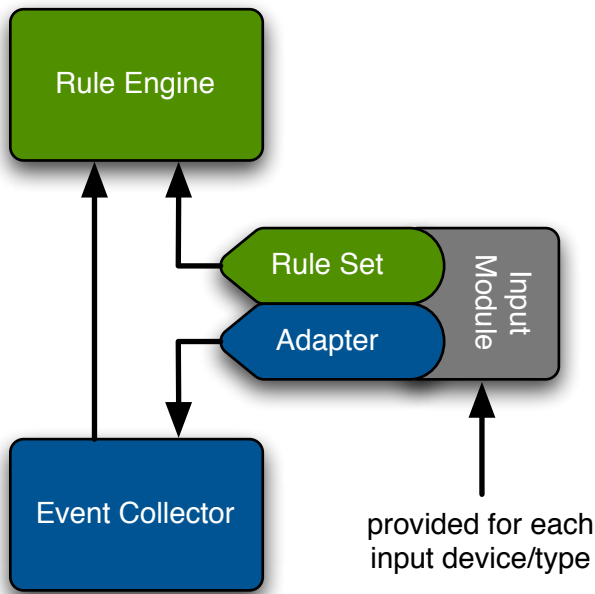 Rule Engine
Rule Set
Input
Module
Adapter
Event Collector
provided for each
input device/type